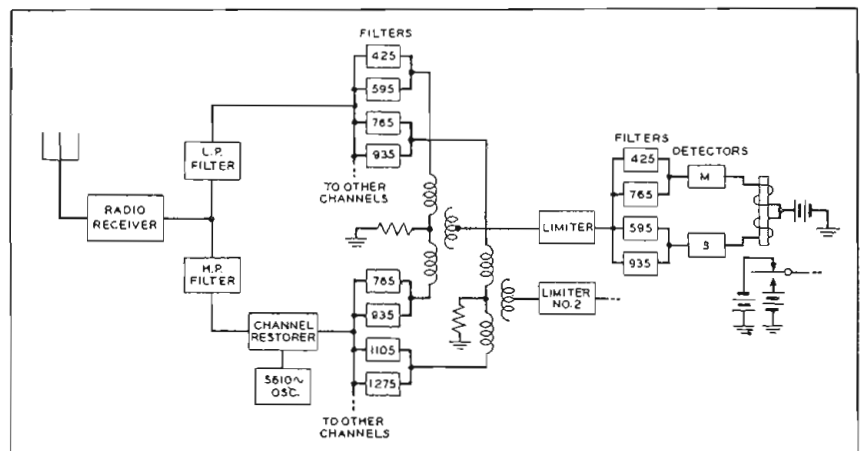 FILTERS
425
595
765
935
L.P.
FILTER
TO OTHER
CHANNELS
RADIO
RECEIVER
H.P.
FILTER
CHANNEL
RESTORER
5610~
OSC.
765
935
1105
1275
TO OTHER
CHANNELS
LIMITER
LIMITER
NO.2
FILTERS
425
765
595
935
DETECTORS
M
S